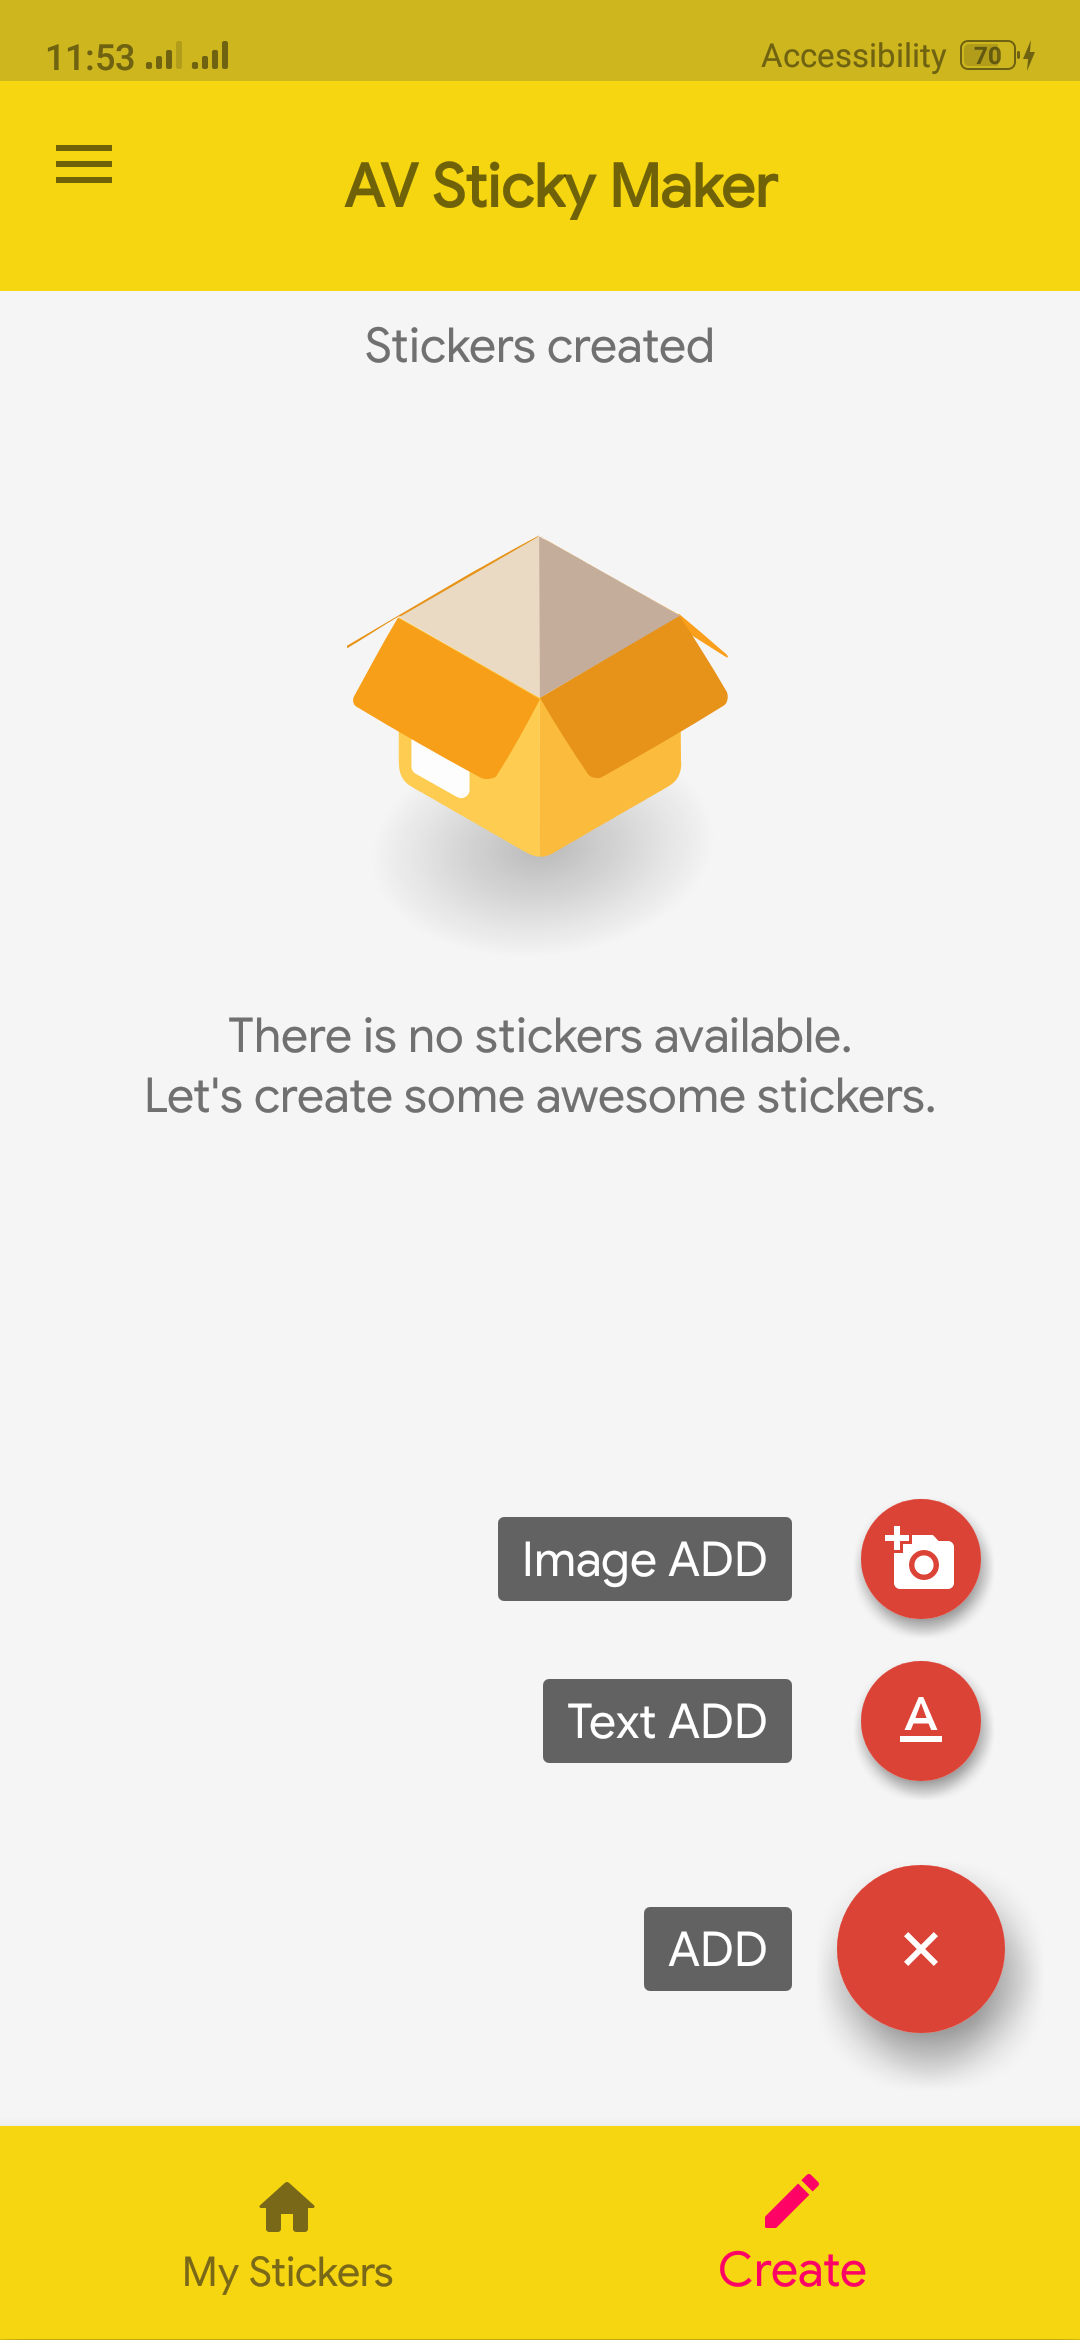 11:53
Accessibility 70
AV Sticky Maker
Stickers created
There is no stickers available.
Let's create some awesome stickers.
Image ADD
Text ADD
A
ADD
My Stickers
Create